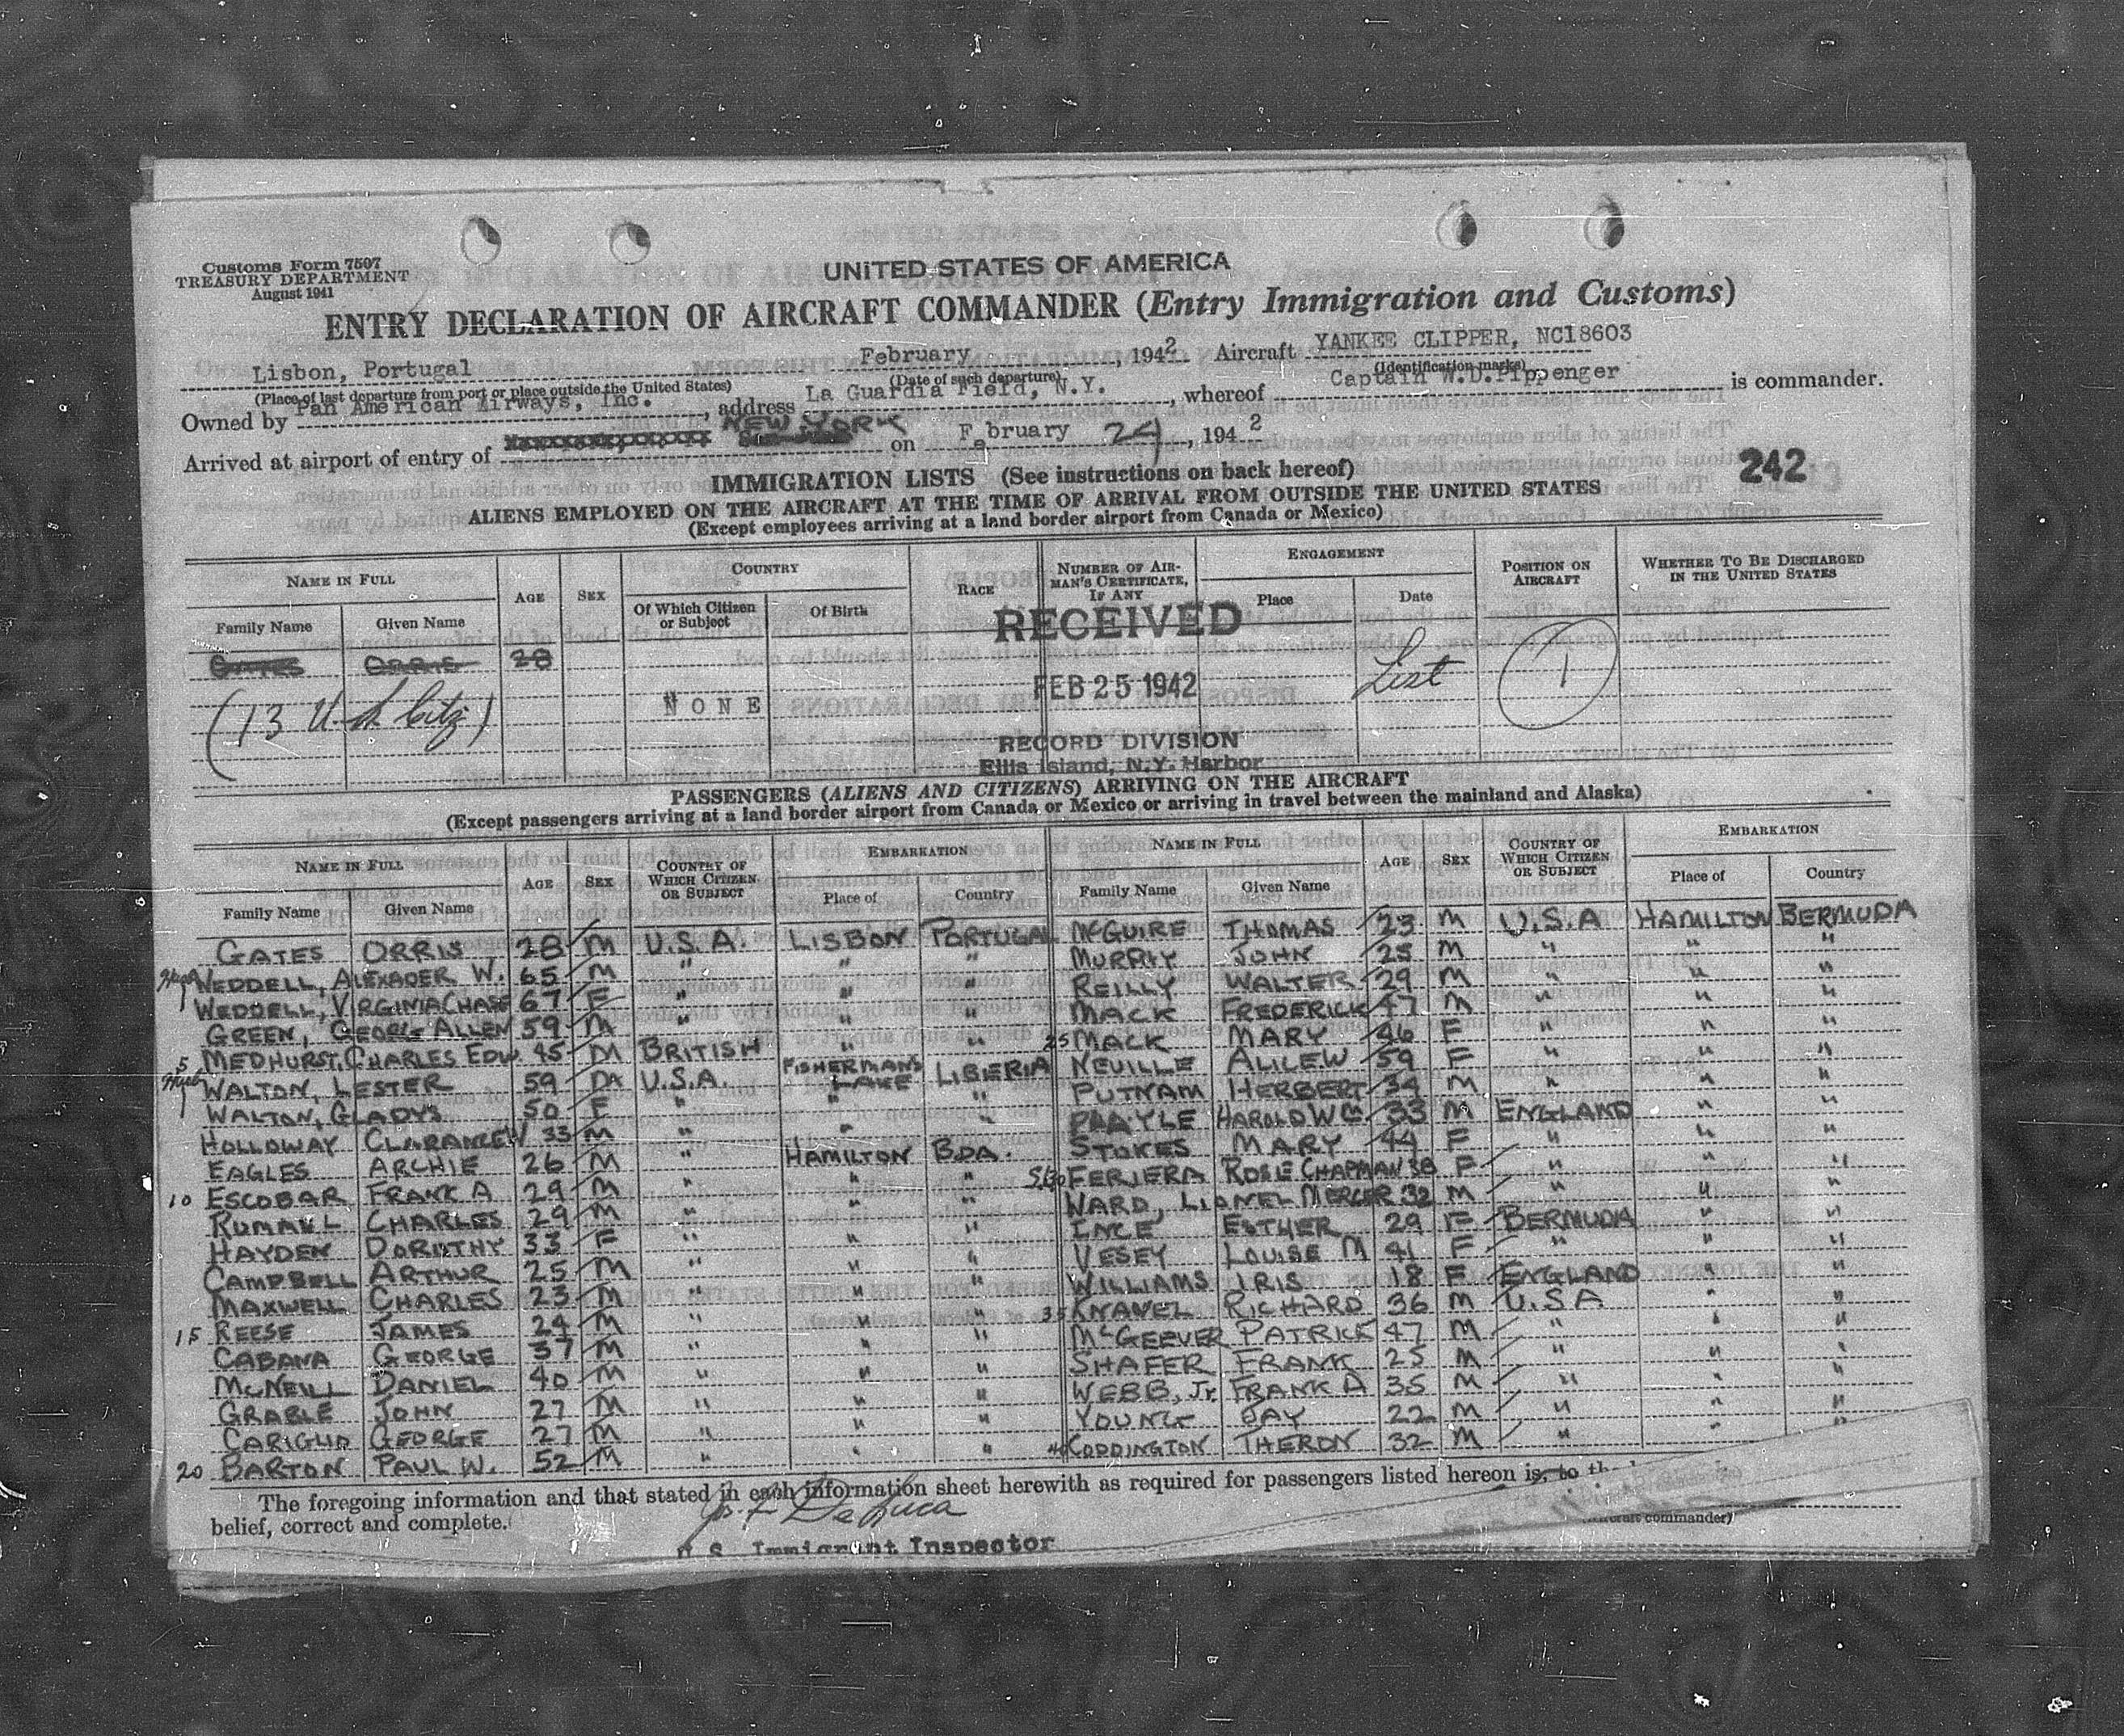 Customs Form 7507
TREASURY DEPARTMENT
August 1941
UNITED STATES OF AMERICA
ENTRY DECLARATION OF AIRCRAFT COMMANDER (Entry Immigration and Customs)
Lisbon, Portugal February, 1942 Aircraft YANKEE CLIPPER, NC18603
(Place of last departure from port or place outside the United States) (Date of such departure) (Identification marks)
Owned by Pan American Airways, Inc., address La Guardia Field, N.Y., whereof Captain W.D.Pippenger is commander.
Arrived at airport of entry of NEW YORK on February 24, 1942
242
IMMIGRATION LISTS (See instructions on back hereof)
ALIENS EMPLOYED ON THE AIRCRAFT AT THE TIME OF ARRIVAL FROM OUTSIDE THE UNITED STATES
(Except employees arriving at a land border airport from Canada or Mexico)
NAME IN FULL AGE SEX COUNTRY RACE NUMBER OF AIRMAN'S CERTIFICATE, IF ANY ENGAGEMENT POSITION ON AIRCRAFT WHETHER TO BE DISCHARGED IN THE UNITED STATES
Family Name Given Name Of Which Citizen or Subject Of Birth Place Date
RECEIVED
GATES ORRIS 28
List 1
(13 U.S. Citz) NONE FEB 25 1942
RECORD DIVISION
Ellis Island, N.Y. Harbor
PASSENGERS (ALIENS AND CITIZENS) ARRIVING ON THE AIRCRAFT
(Except passengers arriving at a land border airport from Canada or Mexico or arriving in travel between the mainland and Alaska)
NAME IN FULL AGE SEX COUNTRY OF WHICH CITIZEN OR SUBJECT EMBARKATION NAME IN FULL AGE SEX COUNTRY OF WHICH CITIZEN OR SUBJECT EMBARKATION
Family Name Given Name Place of Country Family Name Given Name Place of Country
GATES ORRIS 28 M U.S.A. LISBON PORTUGAL McGUIRE THOMAS 23 M U.S.A HAMILTON BERMUDA
WEDDELL, ALEXADER W. 65 M " " " MURRAY JOHN 25 M " " "
WEDDELL, VIRGINIA CHASE 67 F " " " REILLY WALTER 29 M " " "
GREEN, GEORGE ALLEN 59 M " " " MACK FREDERICK 47 M " " "
5 MEDHURST, CHARLES EDW. 45 M BRITISH " " 25 MACK MARY 46 F " " "
WALTON, LESTER 59 M U.S.A. FISHERMANS LAKE LIBERIA NEVILLE ALICE W 59 F " " "
WALTON, GLADYS 50 F " " " PUTNAM HERBERT 34 M " " "
HOLLOWAY CLARANCE W 33 M " " " HAROLD WM 33 M ENGLAND " "
EAGLES ARCHIE 26 M " HAMILTON BDA. STOKES MARY 44 F " " "
10 ESCOBAR FRANK A 29 M " " " 30 FERIERA ROSIE CHAPMAN 38 F " " "
CHARLES 29 M " " " WARD, LIONEL MERCER 32 M " " "
HAYDEN DOROTHY 33 F " " " INCE ESTHER 29 F BERMUDA " "
CAMPBELL ARTHUR 25 M " " " VESEY LOUISE M 41 F " " "
MAXWELL CHARLES 23 M " " " WILLIAMS IRIS 18 F ENGLAND " "
15 REESE JAMES 24 M " " " 35 KNAVEL RICHARD 36 M U.S.A " "
CABANA GEORGE 37 M " " " McGEEVER PATRICK 47 M " " "
McNEILL DANIEL 40 M " " " SHAFER FRANK 25 M " " "
GRABLE JOHN 27 M " " " WEBB, Jr. FRANK A 35 M " " "
CARIGLIO GEORGE 27 M " " " YOUNG JAY 22 M " " "
20 BARTON PAUL W. 52 M " " " 40 CODDINGTON THERON 32 M " " "
The foregoing information and that stated in each information sheet herewith as required for passengers listed hereon is, to the
belief, correct and complete.
De Luca
U.S. Immigrant Inspector
(Aircraft commander)